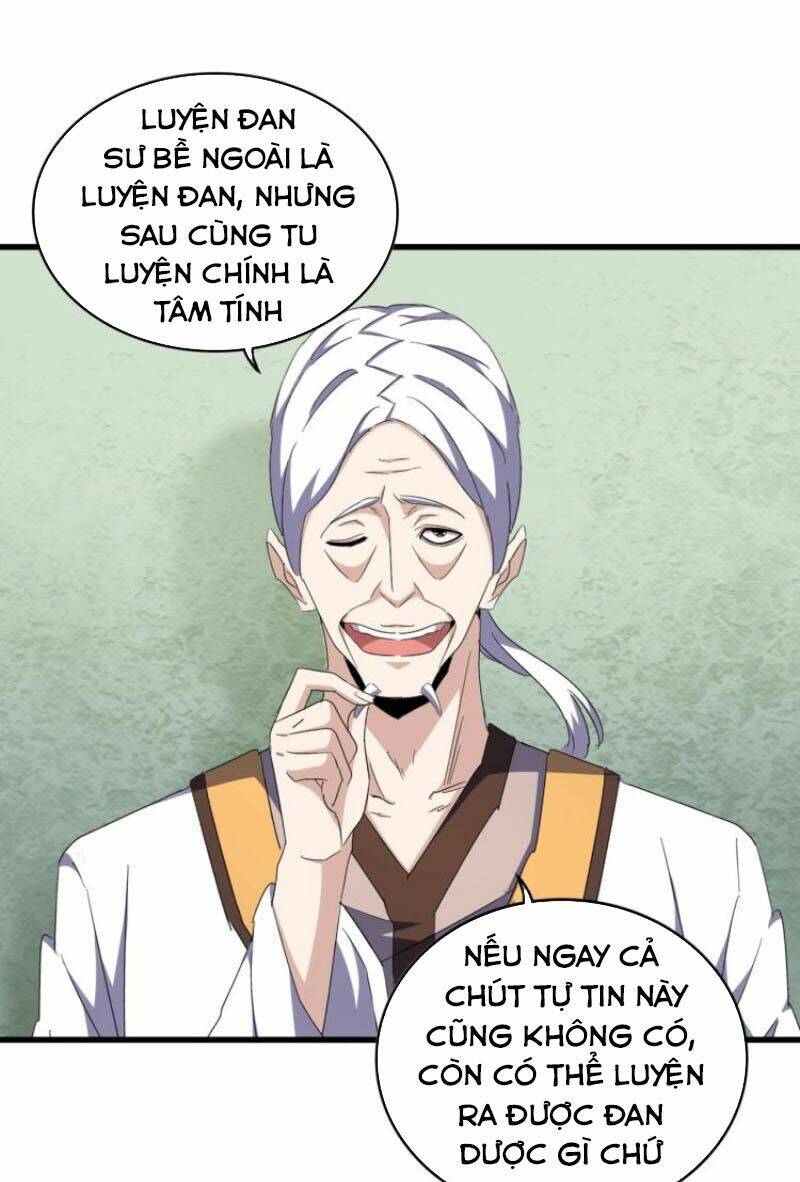 LUYỆN ĐAN
SƯ BỀ NGOÀI LÀ
LUYỆN ĐAN, NHƯNG
SAU CÙNG TU
LUYỆN CHÍNH LÀ
TÂM TÍNH
NẾU NGAY CẢ
CHÚT TỰ TIN NÀY
CŨNG KHÔNG CÓ,
CÒN CÓ THỂ LUYỆN
RA ĐƯỢC ĐAN
DƯỢC GÌ CHỨ